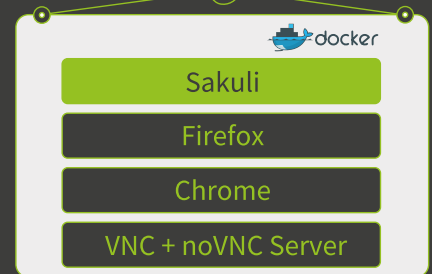 docker
Sakuli
Firefox
Chrome
VNC + noVNC Server